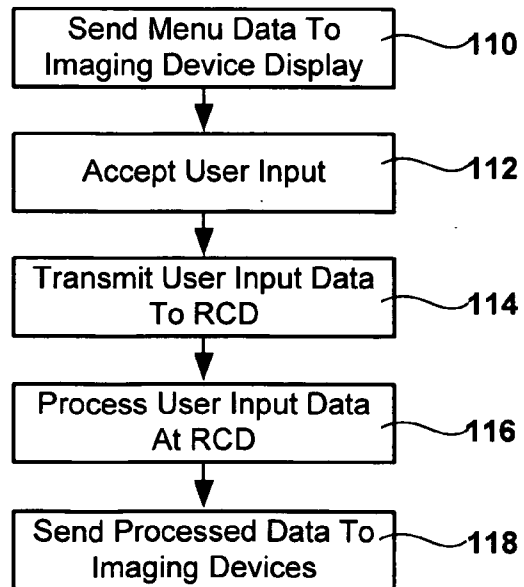 Send Menu Data To
Imaging Device Display
110
Accept User Input
112
Transmit User Input Data
To RCD
114
Process User Input Data
At RCD
116
Send Processed Data To
Imaging Devices
118